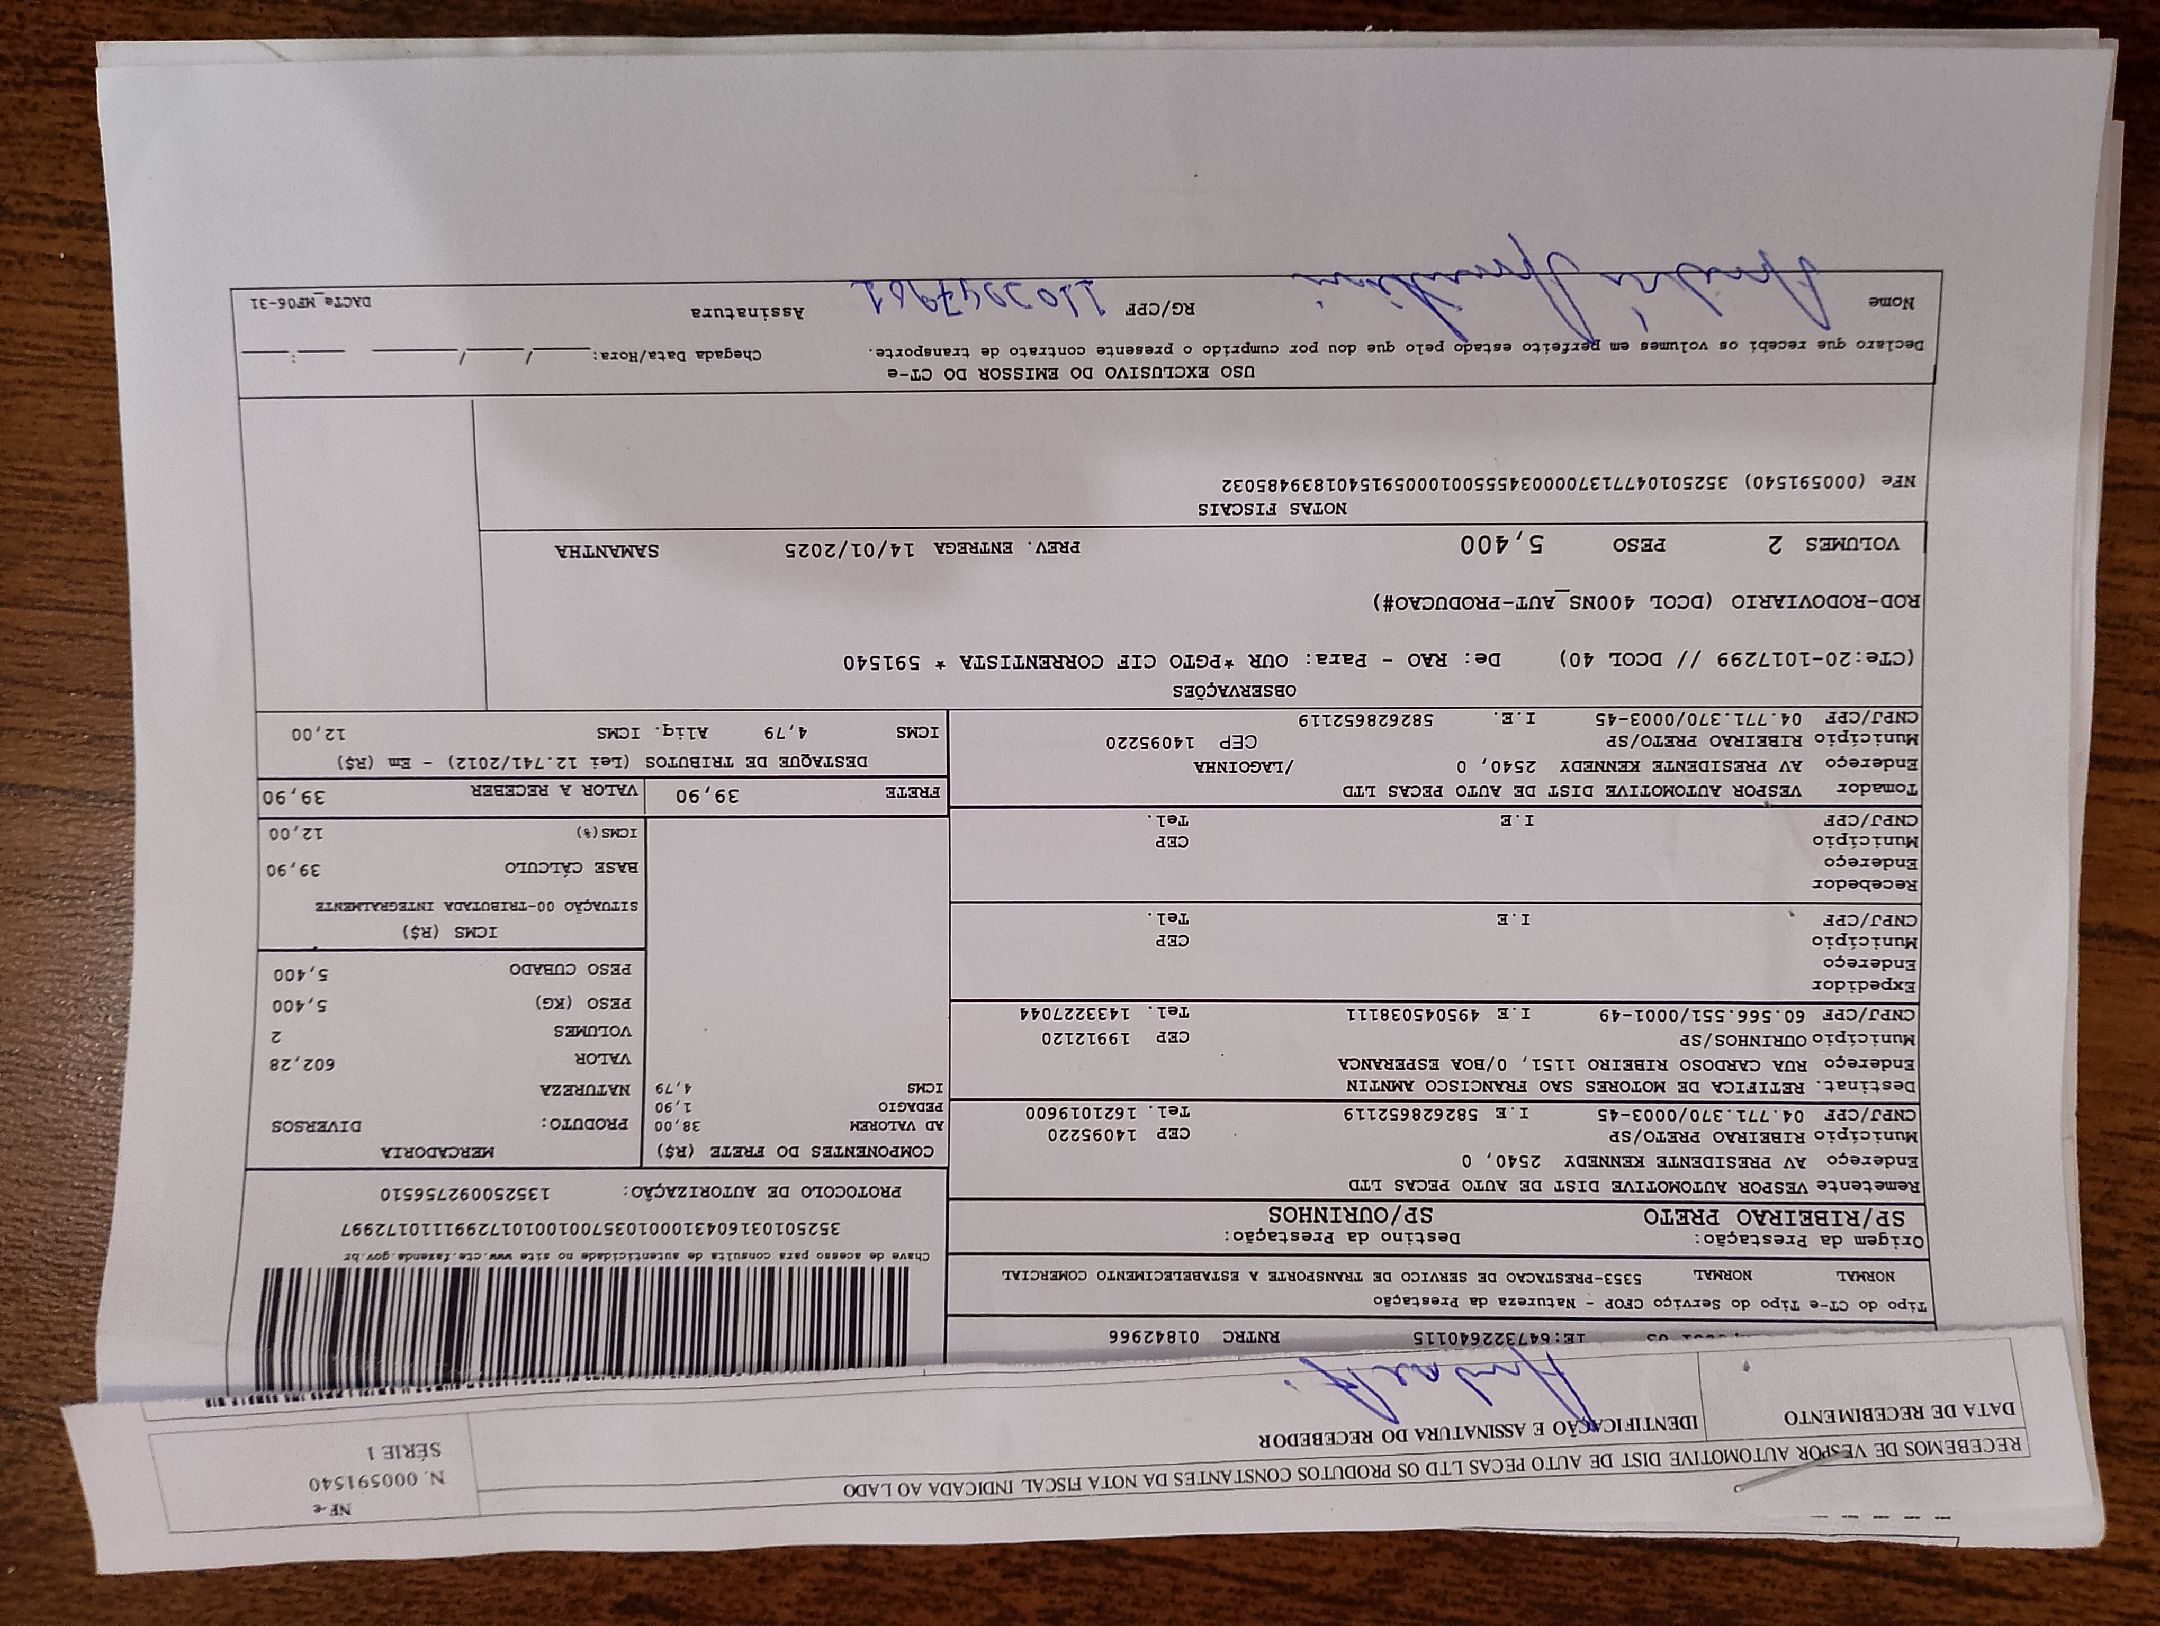 RECEBEMOS DE VESPOR AUTOMOTIVE DIST DE AUTO PECAS LTD OS PRODUTOS CONSTANTES DA NOTA FISCAL INDICADA AO LADO
NF-e
N. 000591540
SÉRIE 1
DATA DE RECEBIMENTO
IDENTIFICAÇÃO E ASSINATURA DO RECEBEDOR
IE:647322640115 RNTRC 01842966
Tipo do CT-e Tipo do Serviço CFOP - Natureza da Prestação
NORMAL NORMAL 5353-PRESTACAO DE SERVICO DE TRANSPORTE A ESTABELECIMENTO COMERCIAL
Origem da Prestação: Destino da Prestação:
SP/RIBEIRAO PRETO SP/OURINHOS
Chave de acesso para consulta de autenticidade no site www.cte.fazenda.gov.br
35250103160431000103570010010172991110172997
PROTOCOLO DE AUTORIZAÇÃO: 135250092756510
Remetente VESPOR AUTOMOTIVE DIST DE AUTO PECAS LTD
Endereço AV PRESIDENTE KENNEDY 2540, 0
Município RIBEIRAO PRETO/SP CEP 14095220
CNPJ/CPF 04.771.370/0003-45 I.E 582628652119 Tel. 1621019600
Destinat. RETIFICA DE MOTORES SAO FRANCISCO AMNTIN
Endereço RUA CARDOSO RIBEIRO 1151, 0/BOA ESPERANCA
Município OURINHOS/SP CEP 19912120
CNPJ/CPF 60.566.551/0001-49 I.E 495045038111 Tel. 1433227044
Expedidor
Endereço
Município CEP
CNPJ/CPF I.E Tel.
Recebedor
Endereço
Município CEP
CNPJ/CPF I.E Tel.
Tomador VESPOR AUTOMOTIVE DIST DE AUTO PECAS LTD
Endereço AV PRESIDENTE KENNEDY 2540, 0 /LAGOINHA
Município RIBEIRAO PRETO/SP CEP 14095220
CNPJ/CPF 04.771.370/0003-45 I.E. 582628652119
COMPONENTES DO FRETE (R$)
AD VALOREM 38,00
PEDAGIO 1,90
ICMS 4,79
MERCADORIA
PRODUTO: DIVERSOS
NATUREZA
VALOR 602,28
VOLUMES 2
PESO (KG) 5,400
PESO CUBADO 5,400
ICMS (R$)
SITUAÇÃO 00-TRIBUTADA INTEGRALMENTE
BASE CÁLCULO 39,90
ICMS(%) 12,00
FRETE 39,90 VALOR A RECEBER 39,90
DESTAQUE DE TRIBUTOS (Lei 12.741/2012) - Em (R$)
ICMS 4,79 Aliq. ICMS 12,00
OBSERVAÇÕES
(CTe:20-1017299 // DCOL 40) De: RAO - Para: OUR *PGTO CIF CORRENTISTA * 591540
ROD-RODOVIARIO (DCOL 400NS_AUT-PRODUCAO#)
VOLUMES 2 PESO 5,400 PREV. ENTREGA 14/01/2025 SAMANTHA
NOTAS FISCAIS
NFe (000591540) 35250104771370000345550010005915401839485032
USO EXCLUSIVO DO EMISSOR DO CT-e
Declaro que recebi os volumes em perfeito estado pelo que dou por cumprido o presente contrato de transporte. Chegada Data/Hora: ____/____/____ ____:____
Nome RG/CPF Assinatura
DACTe_MF06-31